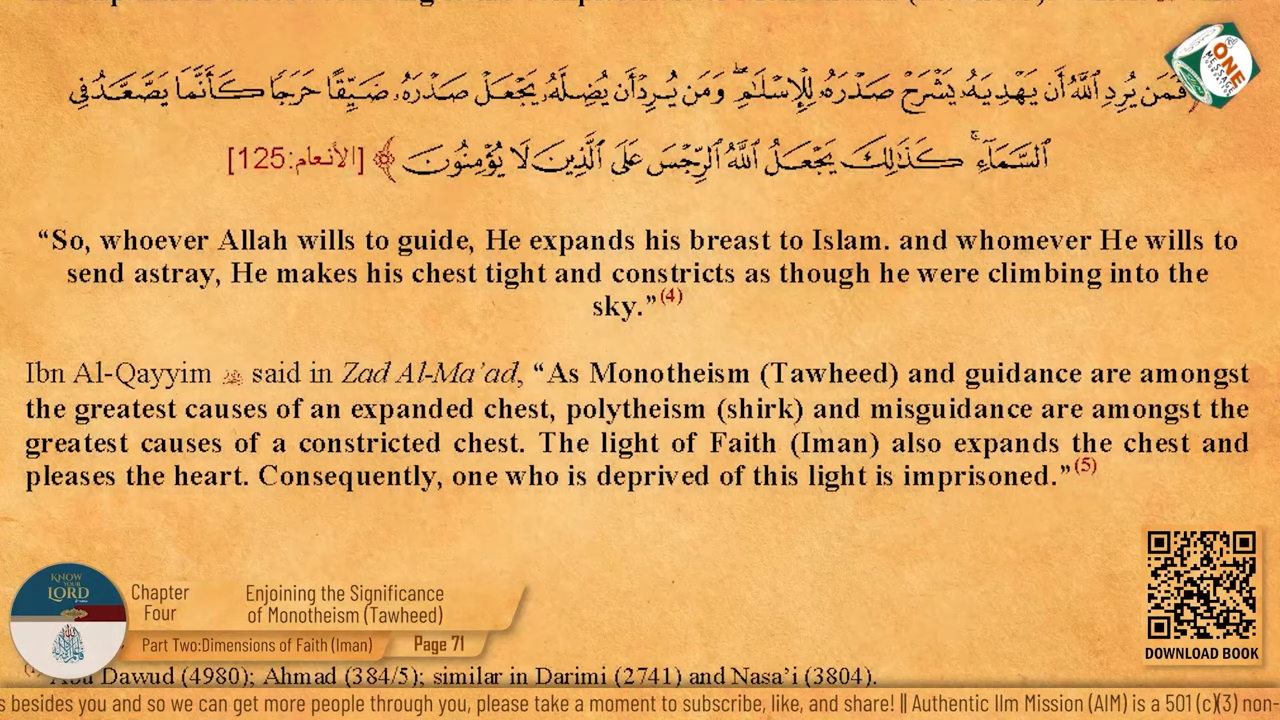 فَمَن يُرِدِ ٱللَّهُ أَن يَهْدِيَهُۥ يَشْرَحْ صَدْرَهُۥ لِلْإِسْلَٰمِ ۖ وَمَن يُرِدْ أَن يُضِلَّهُۥ يَجْعَلْ صَدْرَهُۥ ضَيِّقًا حَرَجًا كَأَنَّمَا يَصَّعَّدُ فِى
ٱلسَّمَآءِ ۚ كَذَٰلِكَ يَجْعَلُ ٱللَّهُ ٱلرِّجْسَ عَلَى ٱلَّذِينَ لَا يُؤْمِنُونَ ﴾ [الأنعام:125]
“So, whoever Allah wills to guide, He expands his breast to Islam. and whomever He wills to
send astray, He makes his chest tight and constricts as though he were climbing into the
sky.”(4)
Ibn Al-Qayyim said in Zad Al-Ma’ad, “As Monotheism (Tawheed) and guidance are amongst
the greatest causes of an expanded chest, polytheism (shirk) and misguidance are amongst the
greatest causes of a constricted chest. The light of Faith (Iman) also expands the chest and
pleases the heart. Consequently, one who is deprived of this light is imprisoned.”(5)
ONE
MESSAGE
KNOW
YOUR
LORD
Chapter
Four
Enjoining the Significance
of Monotheism (Tawheed)
Part Two:Dimensions of Faith (Iman)
Page 71
DOWNLOAD BOOK
Abu Dawud (4980); Ahmad (384/5); similar in Darimi (2741) and Nasa’i (3804).
s besides you and so we can get more people through you, please take a moment to subscribe, like, and share! || Authentic Ilm Mission (AIM) is a 501 (c)(3) non-